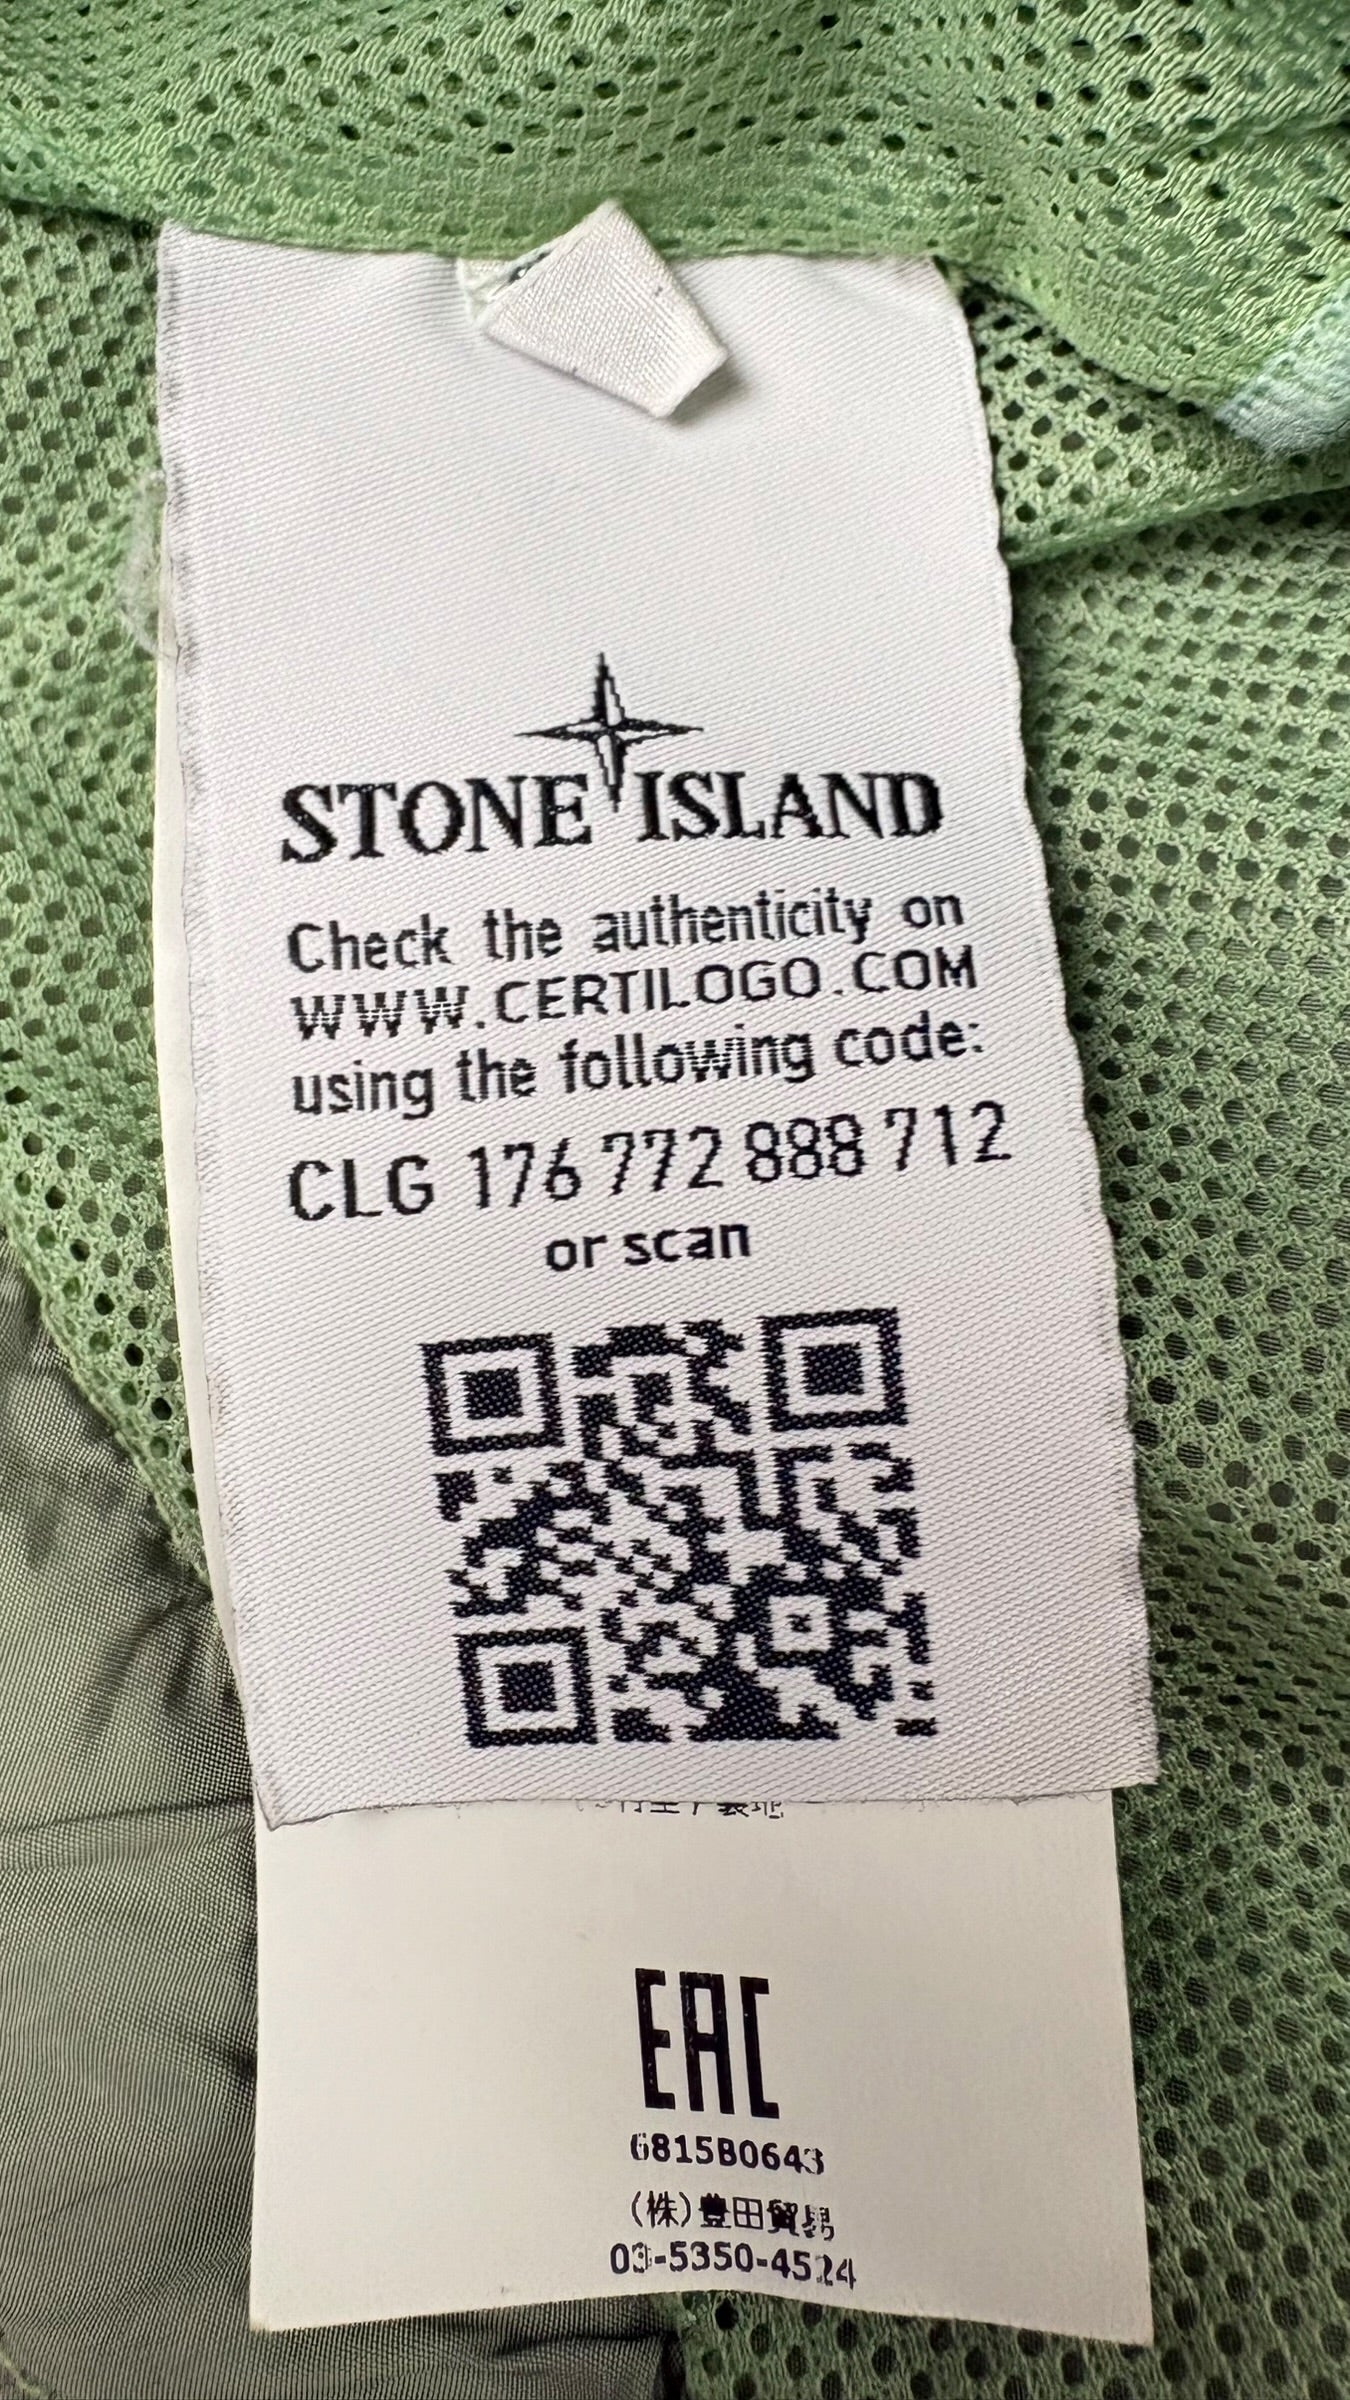 STONE ISLAND
Check the authenticity on
WWW.CERTILOGO.COM
using the following code:
CLG 176 772 888 712
or scan
EAC
6815B0643
(株)豊田貿易
03-5350-4524